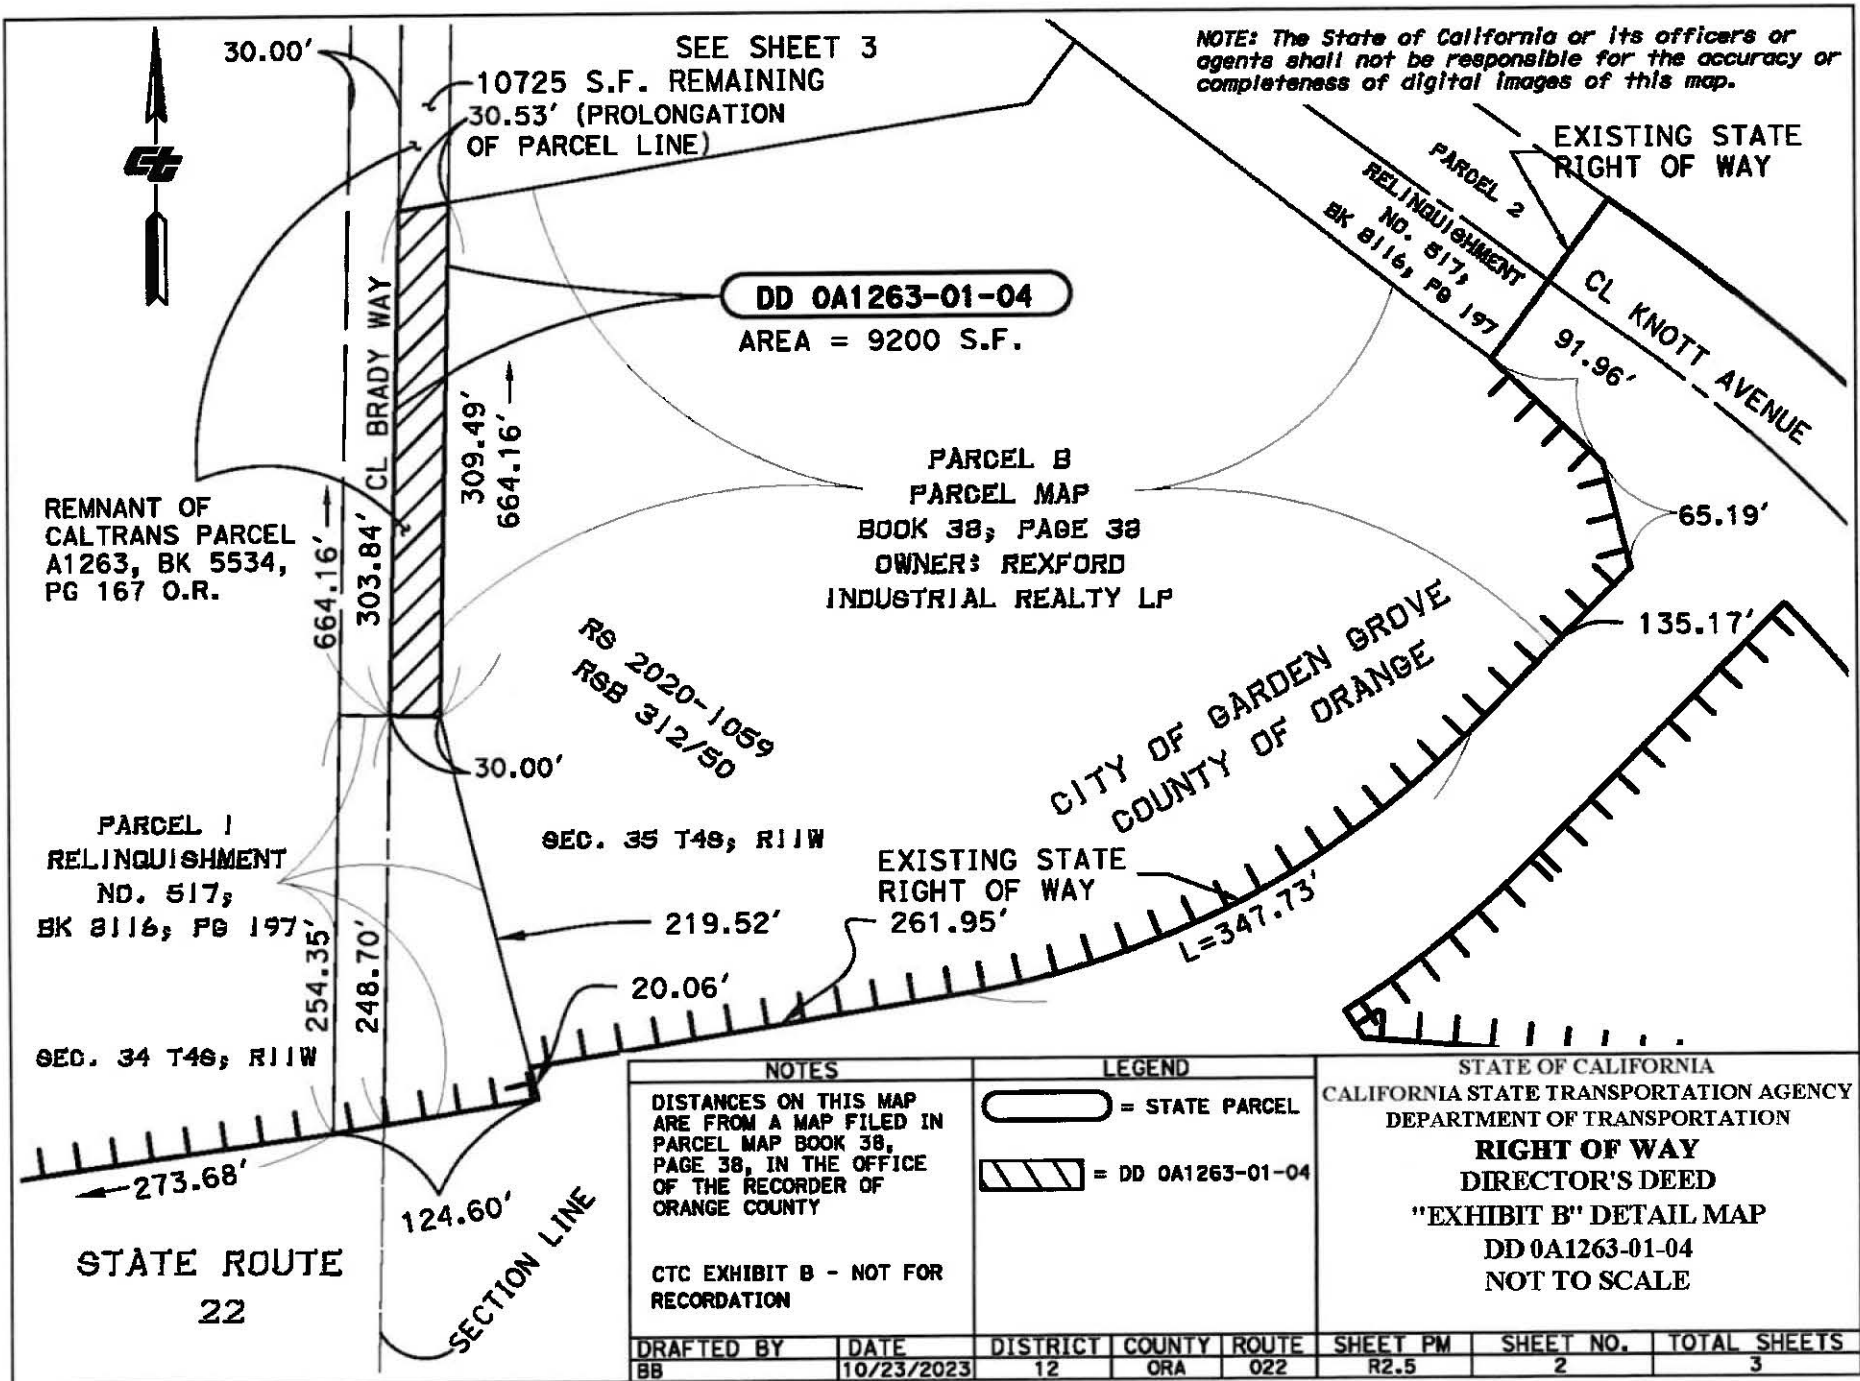 30.00'
SEE SHEET 3
10725 S.F. REMAINING
30.53' (PROLONGATION
OF PARCEL LINE)
NOTE: The State of California or its officers or
agents shall not be responsible for the accuracy or
completeness of digital images of this map.
EXISTING STATE
RIGHT OF WAY
PARCEL 2
RELINQUISHMENT
NO. 517,
BK 8116, PG 197
CL KNOTT AVENUE
91.96'
65.19'
135.17'
Ct
CL BRADY WAY
DD 0A1263-01-04
AREA = 9200 S.F.
309.49'
664.16'
PARCEL B
PARCEL MAP
BOOK 38, PAGE 38
OWNER: REXFORD
INDUSTRIAL REALTY LP
REMNANT OF
CALTRANS PARCEL
A1263, BK 5534,
PG 167 O.R.
664.16'
303.84'
RS 2020-1059
RSB 312/50
30.00'
CITY OF GARDEN GROVE
COUNTY OF ORANGE
PARCEL 1
RELINQUISHMENT
NO. 517,
BK 8116, PG 197
SEC. 35 T4S, R11W
EXISTING STATE
RIGHT OF WAY
219.52'
261.95'
L=347.73'
254.35'
248.70'
20.06'
SEC. 34 T4S, R11W
273.68'
124.60'
STATE ROUTE
22
SECTION LINE
NOTES
DISTANCES ON THIS MAP
ARE FROM A MAP FILED IN
PARCEL MAP BOOK 38,
PAGE 38, IN THE OFFICE
OF THE RECORDER OF
ORANGE COUNTY
CTC EXHIBIT B - NOT FOR
RECORDATION
LEGEND
= STATE PARCEL
= DD 0A1263-01-04
STATE OF CALIFORNIA
CALIFORNIA STATE TRANSPORTATION AGENCY
DEPARTMENT OF TRANSPORTATION
RIGHT OF WAY
DIRECTOR'S DEED
"EXHIBIT B" DETAIL MAP
DD 0A1263-01-04
NOT TO SCALE
DRAFTED BY DATE DISTRICT COUNTY ROUTE SHEET PM SHEET NO. TOTAL SHEETS
BB 10/23/2023 12 ORA 022 R2.5 2 3